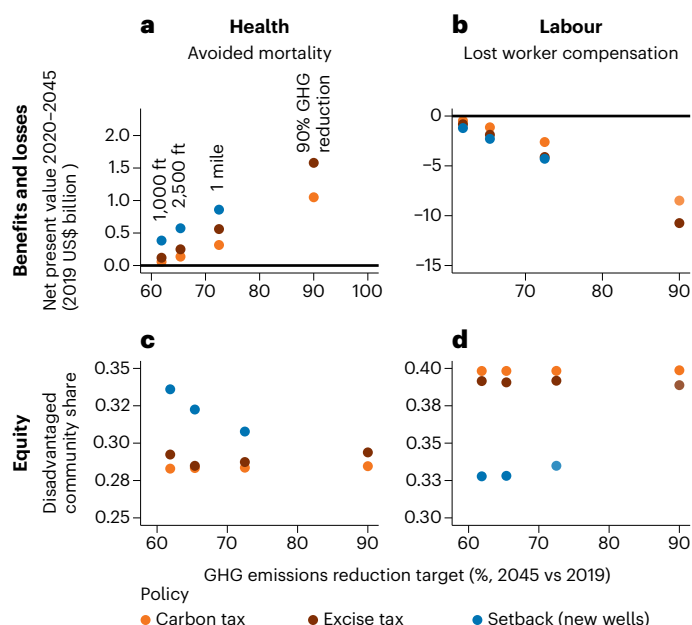 a
Health
Avoided mortality
b
Labour
Lost worker compensation
Benefits and losses
Net present value 2020–2045
(2019 US$ billion )
2.0
1.5
1.0
0.5
0.0
1,000 ft
2,500 ft
1 mile
90% GHG
reduction
60 70 80 90 100
0
−5
−10
−15
70 80 90
c
d
Equity
Disadvantaged
community share
0.35
0.32
0.30
0.28
0.25
60 70 80 90
0.40
0.38
0.35
0.33
0.30
60 70 80 90
GHG emissions reduction target (%, 2045 vs 2019)
Policy
Carbon tax Excise tax Setback (new wells)